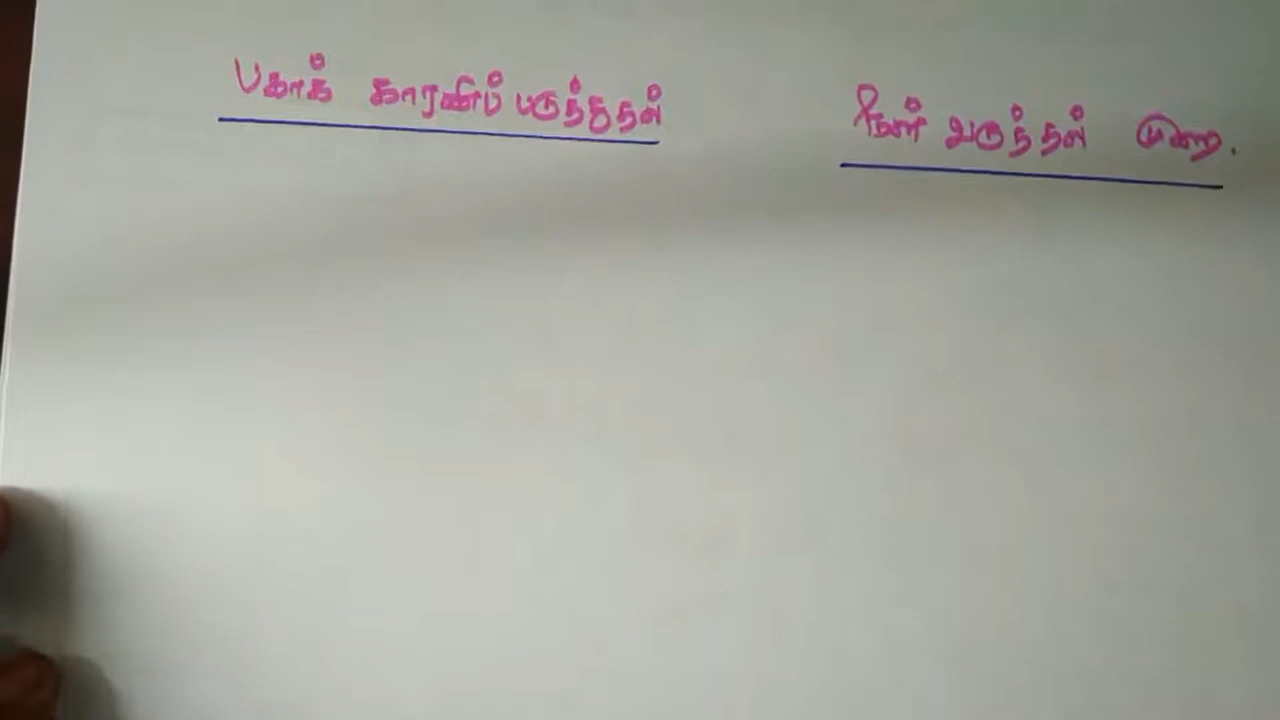 பகாக் காரணிப் படுத்துதல்
நீள் வகுத்தல் முறை.